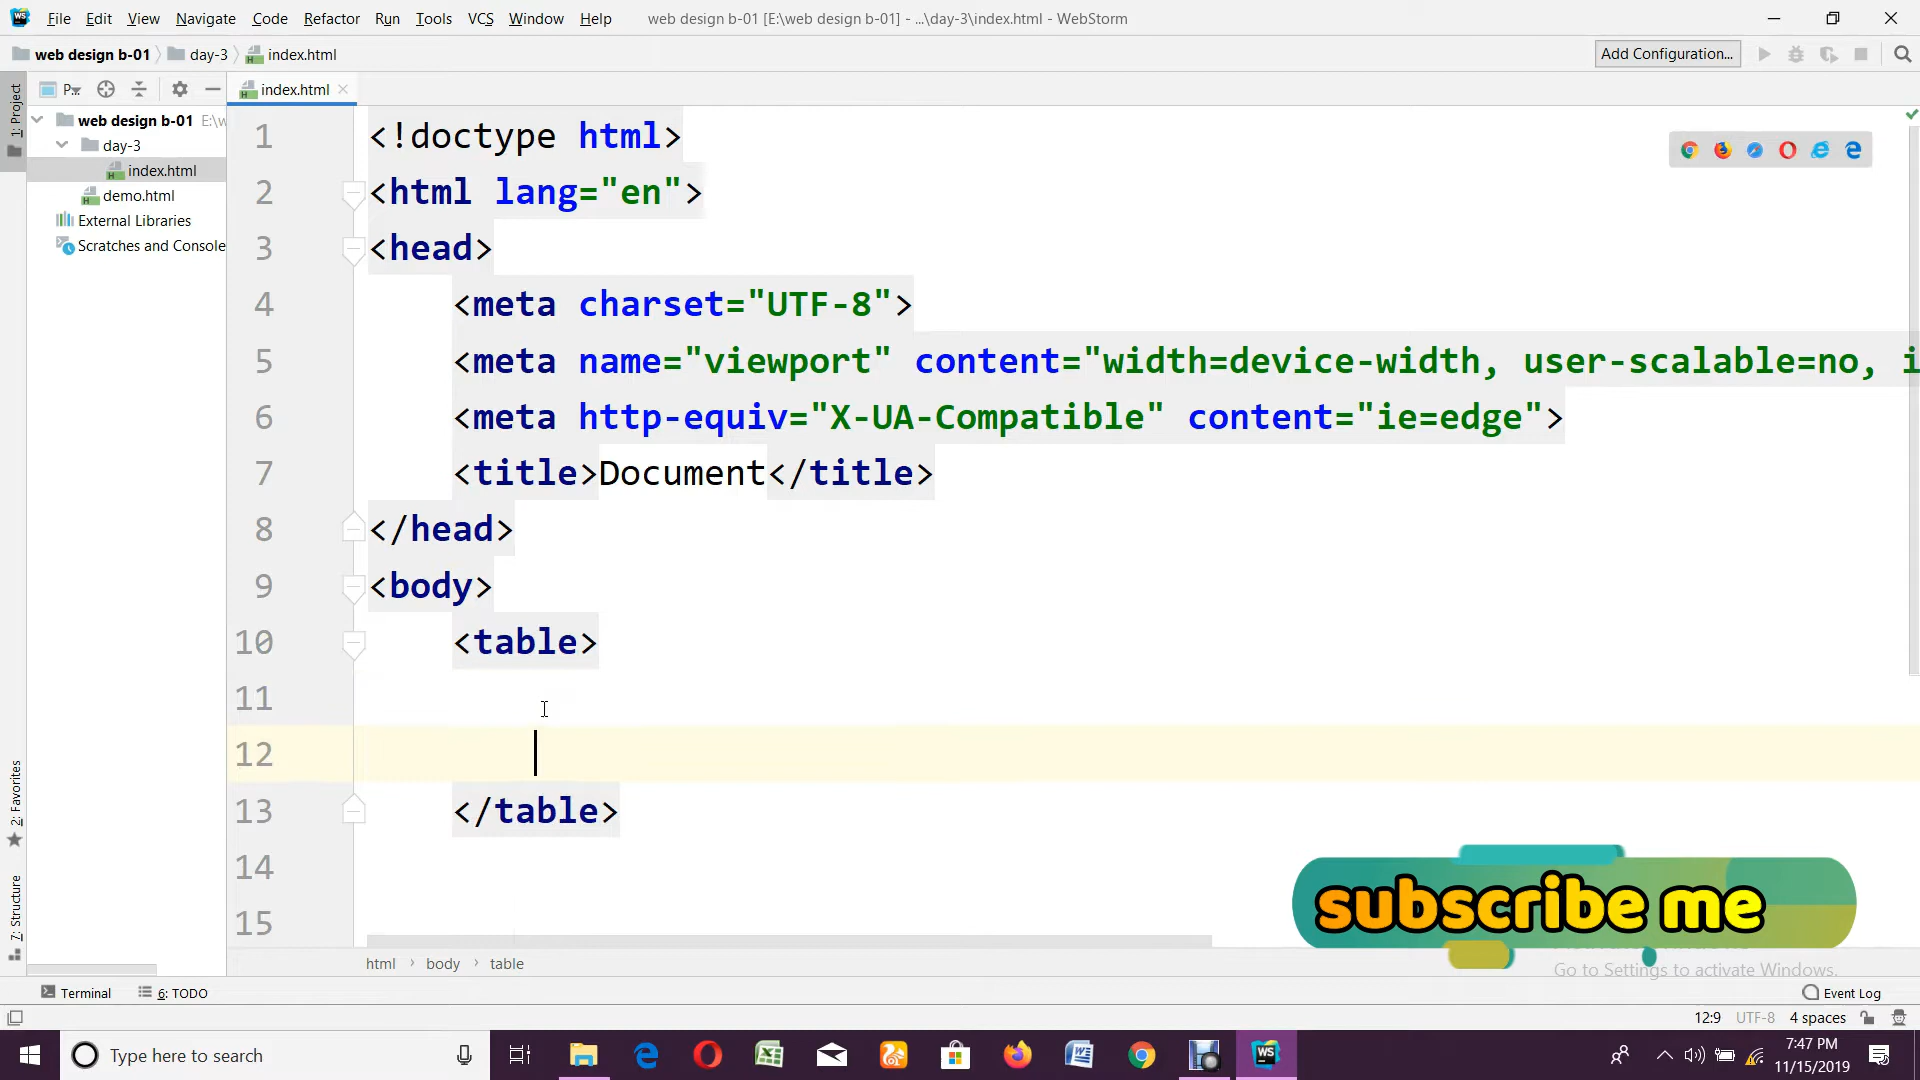 File Edit View Navigate Code Refactor Run Tools VCS Window Help web design b-01 [E:\web design b-01] - ...\day-3\index.html - WebStorm
web design b-01 day-3 index.html Add Configuration...
1: Project
P index.html
web design b-01 E:\w
day-3
index.html
demo.html
External Libraries
Scratches and Console
1 <!doctype html>
2 <html lang="en">
3 <head>
4 <meta charset="UTF-8">
5 <meta name="viewport" content="width=device-width, user-scalable=no, i
6 <meta http-equiv="X-UA-Compatible" content="ie=edge">
7 <title>Document</title>
8 </head>
9 <body>
10 <table>
11
12
13 </table>
14
15
2: Favorites
7: Structure
subscribe me
Go to Settings to activate Windows.
html body table
Terminal 6: TODO Event Log
12:9 UTF-8 4 spaces
Type here to search
WS
7:47 PM
11/15/2019